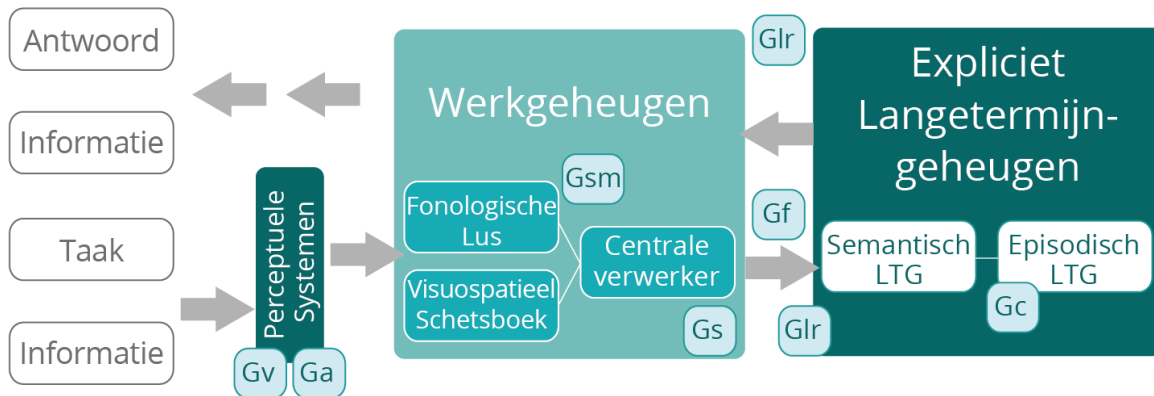 Antwoord
Informatie
Taak
Informatie
Perceptuele
Systemen
Gv
Ga
Werkgeheugen
Gsm
Fonologische
Lus
Visuospatieel
Schetsboek
Centrale
verwerker
Gs
Glr
Gf
Glr
Expliciet
Langetermijn-
geheugen
Semantisch
LTG
Episodisch
LTG
Gc